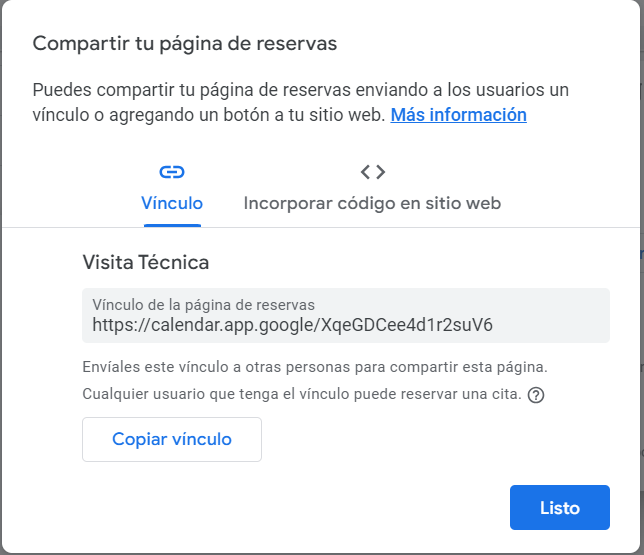 Compartir tu página de reservas
Puedes compartir tu página de reservas enviando a los usuarios un
vínculo o agregando un botón a tu sitio web. Más información
Vínculo
Incorporar código en sitio web
Visita Técnica
Vínculo de la página de reservas
https://calendar.app.google/XqeGDCee4d1r2suV6
Envíales este vínculo a otras personas para compartir esta página.
Cualquier usuario que tenga el vínculo puede reservar una cita.
Copiar vínculo
Listo